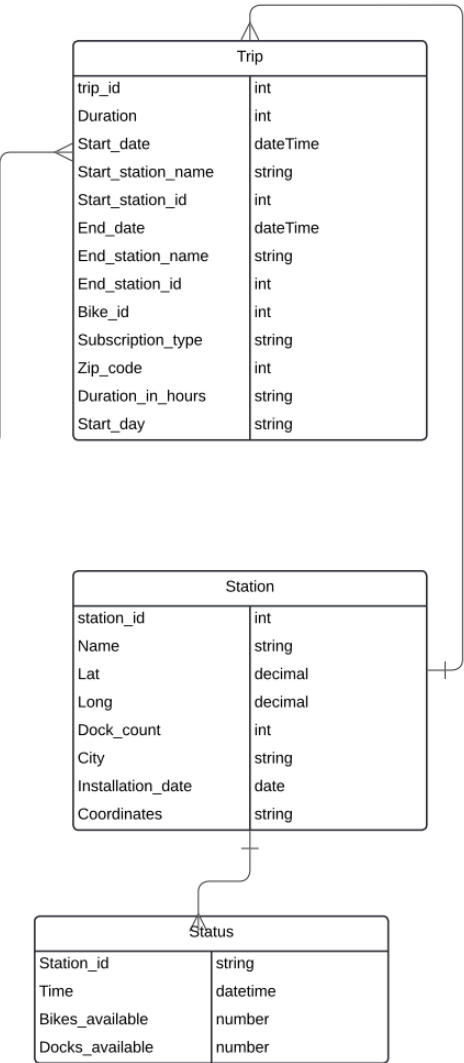 Trip
trip_id int
Duration int
Start_date dateTime
Start_station_name string
Start_station_id int
End_date dateTime
End_station_name string
End_station_id int
Bike_id int
Subscription_type string
Zip_code int
Duration_in_hours string
Start_day string
Station
station_id int
Name string
Lat decimal
Long decimal
Dock_count int
City string
Installation_date date
Coordinates string
Status
Station_id string
Time datetime
Bikes_available number
Docks_available number